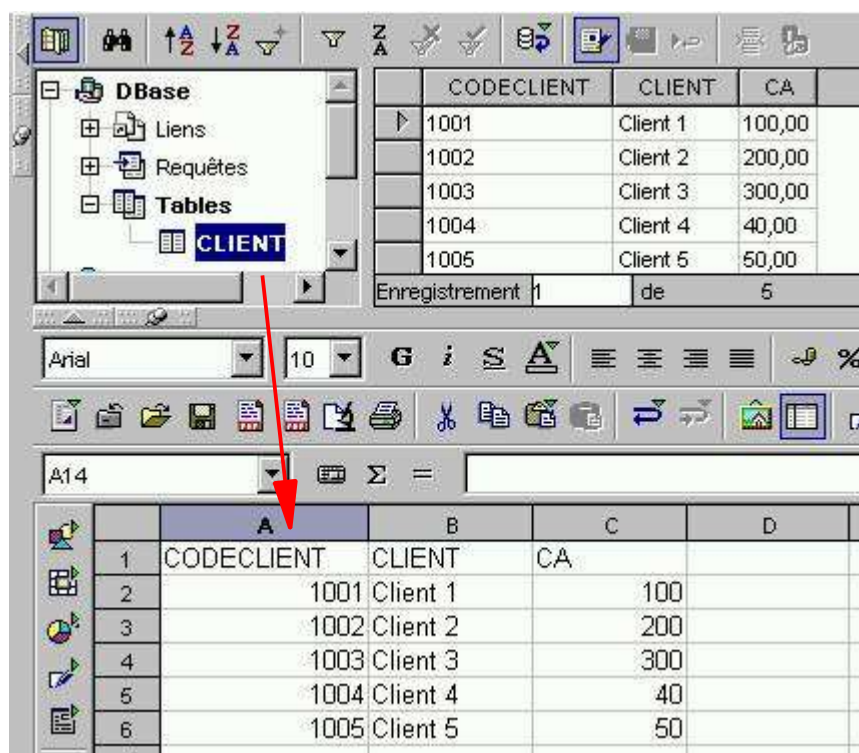 DBase
Liens
Requêtes
Tables
CLIENT
CODECLIENT CLIENT CA
1001 Client 1 100,00
1002 Client 2 200,00
1003 Client 3 300,00
1004 Client 4 40,00
1005 Client 5 50,00
Enregistrement 1 de 5
Arial 10 G i S A %
A14 Σ =
A B C D
1 CODECLIENT CLIENT CA
2 1001 Client 1 100
3 1002 Client 2 200
4 1003 Client 3 300
5 1004 Client 4 40
6 1005 Client 5 50